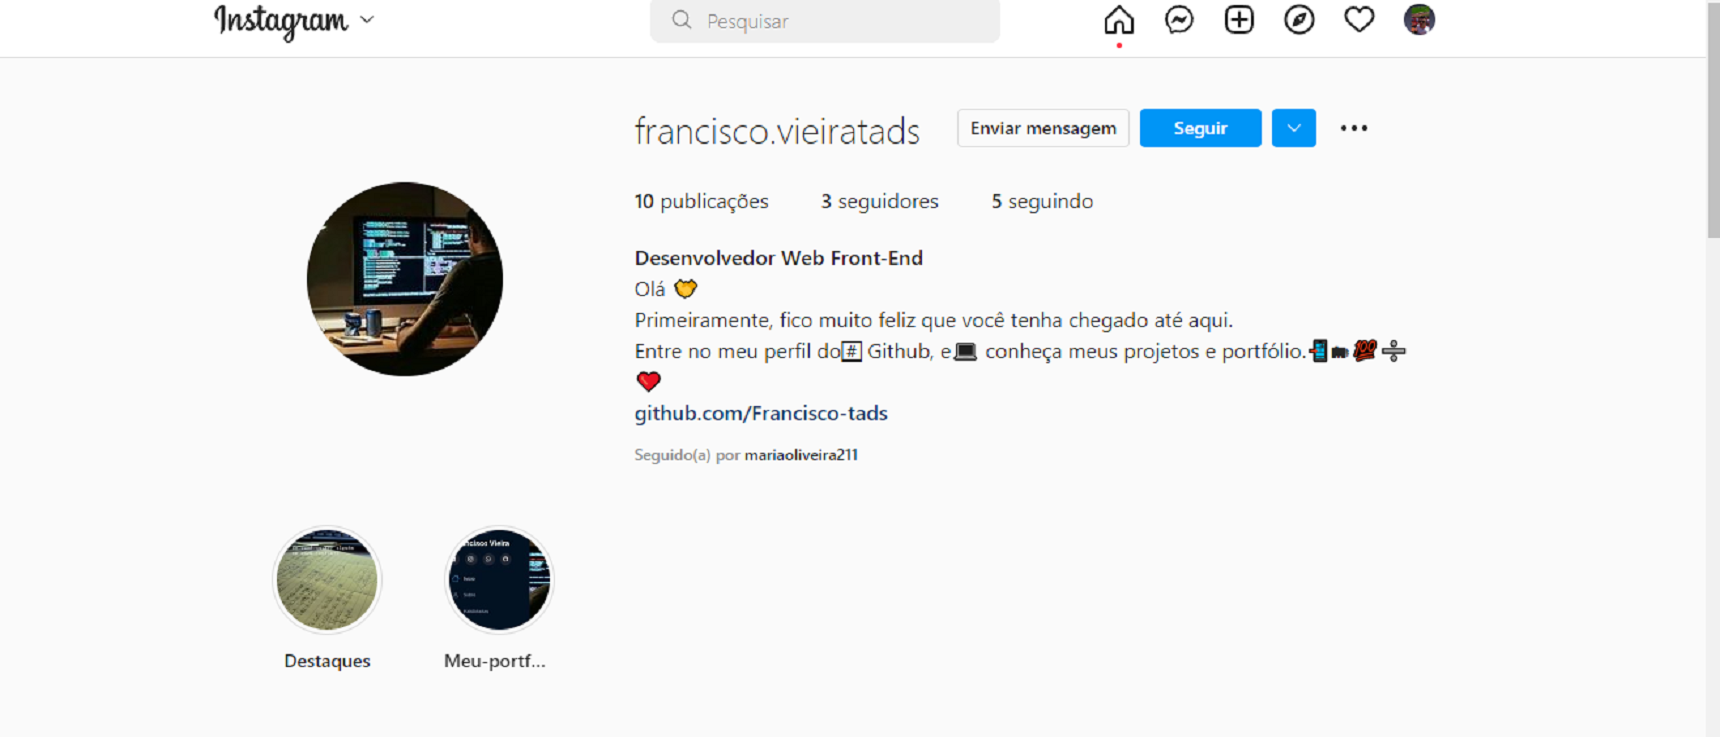 Instagram
Pesquisar
francisco.vieiratads
Enviar mensagem
Seguir
10 publicações 3 seguidores 5 seguindo
Desenvolvedor Web Front-End
Olá
Primeiramente, fico muito feliz que você tenha chegado até aqui.
Entre no meu perfil do#️⃣ Github, e💻 conheça meus projetos e portfólio.📲 💯➗
❤️
github.com/Francisco-tads
Seguido(a) por mariaoliveira211
Vieira
Destaques
Meu-portf...